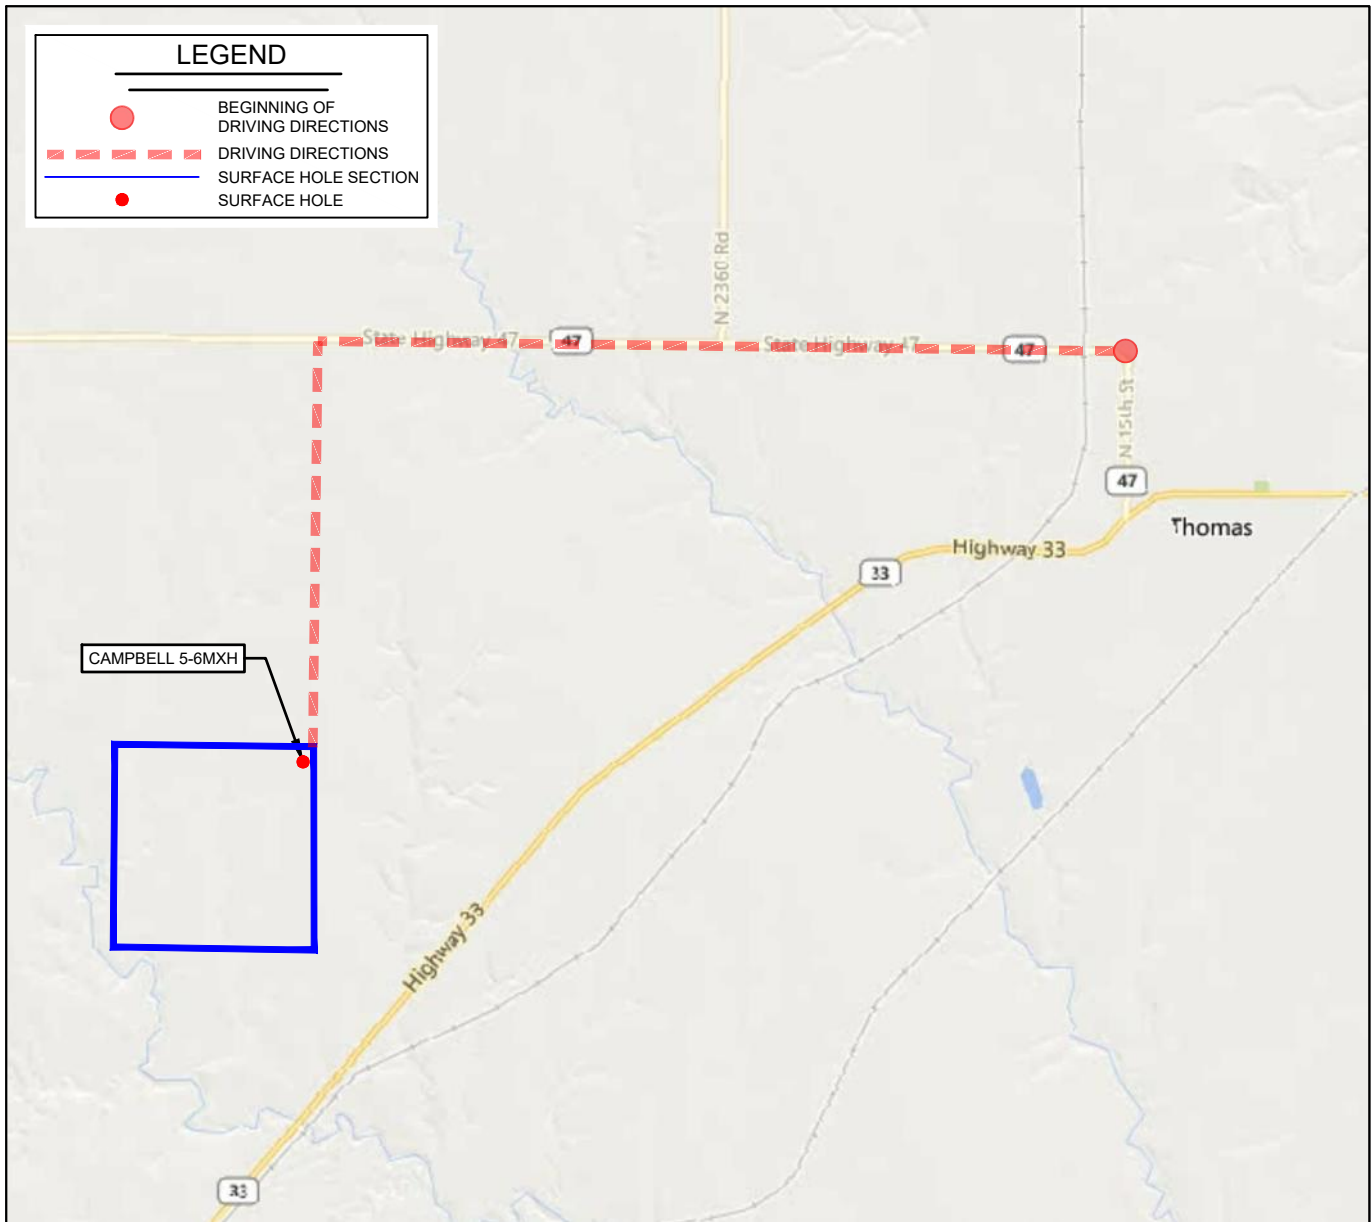 LEGEND
BEGINNING OF
DRIVING DIRECTIONS
DRIVING DIRECTIONS
SURFACE HOLE SECTION
SURFACE HOLE
N 2360 Rd
State Highway 47
47
State Highway 47
47
N 15th St
47
Thomas
Highway 33
33
CAMPBELL 5-6MXH
Highway 33
33